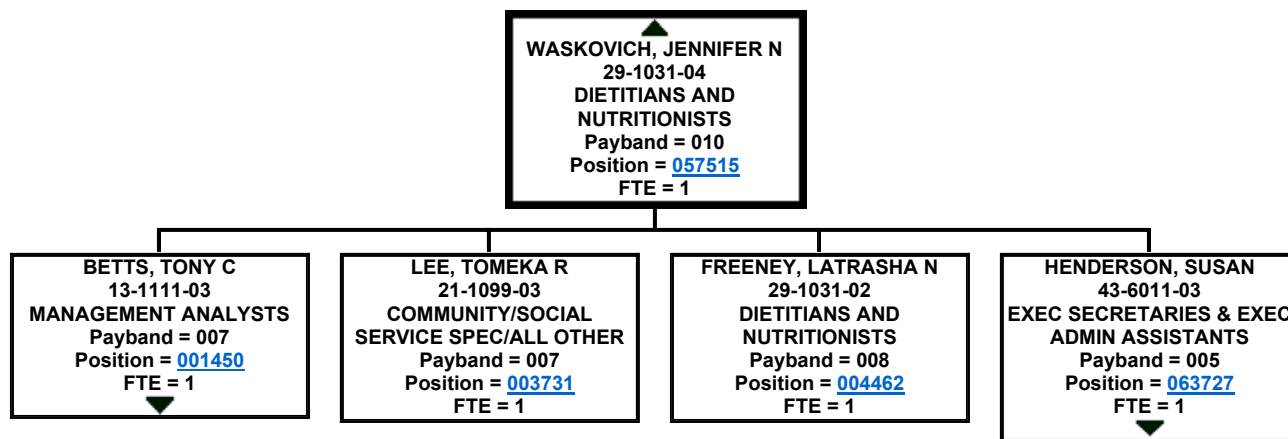 WASKOVICH, JENNIFER N
29-1031-04
DIETITIANS AND
NUTRITIONISTS
Payband = 010
Position = 057515
FTE = 1
BETTS, TONY C
13-1111-03
MANAGEMENT ANALYSTS
Payband = 007
Position = 001450
FTE = 1
LEE, TOMEKA R
21-1099-03
COMMUNITY/SOCIAL
SERVICE SPEC/ALL OTHER
Payband = 007
Position = 003731
FTE = 1
FREENEY, LATRASHA N
29-1031-02
DIETITIANS AND
NUTRITIONISTS
Payband = 008
Position = 004462
FTE = 1
HENDERSON, SUSAN
43-6011-03
EXEC SECRETARIES & EXEC
ADMIN ASSISTANTS
Payband = 005
Position = 063727
FTE = 1